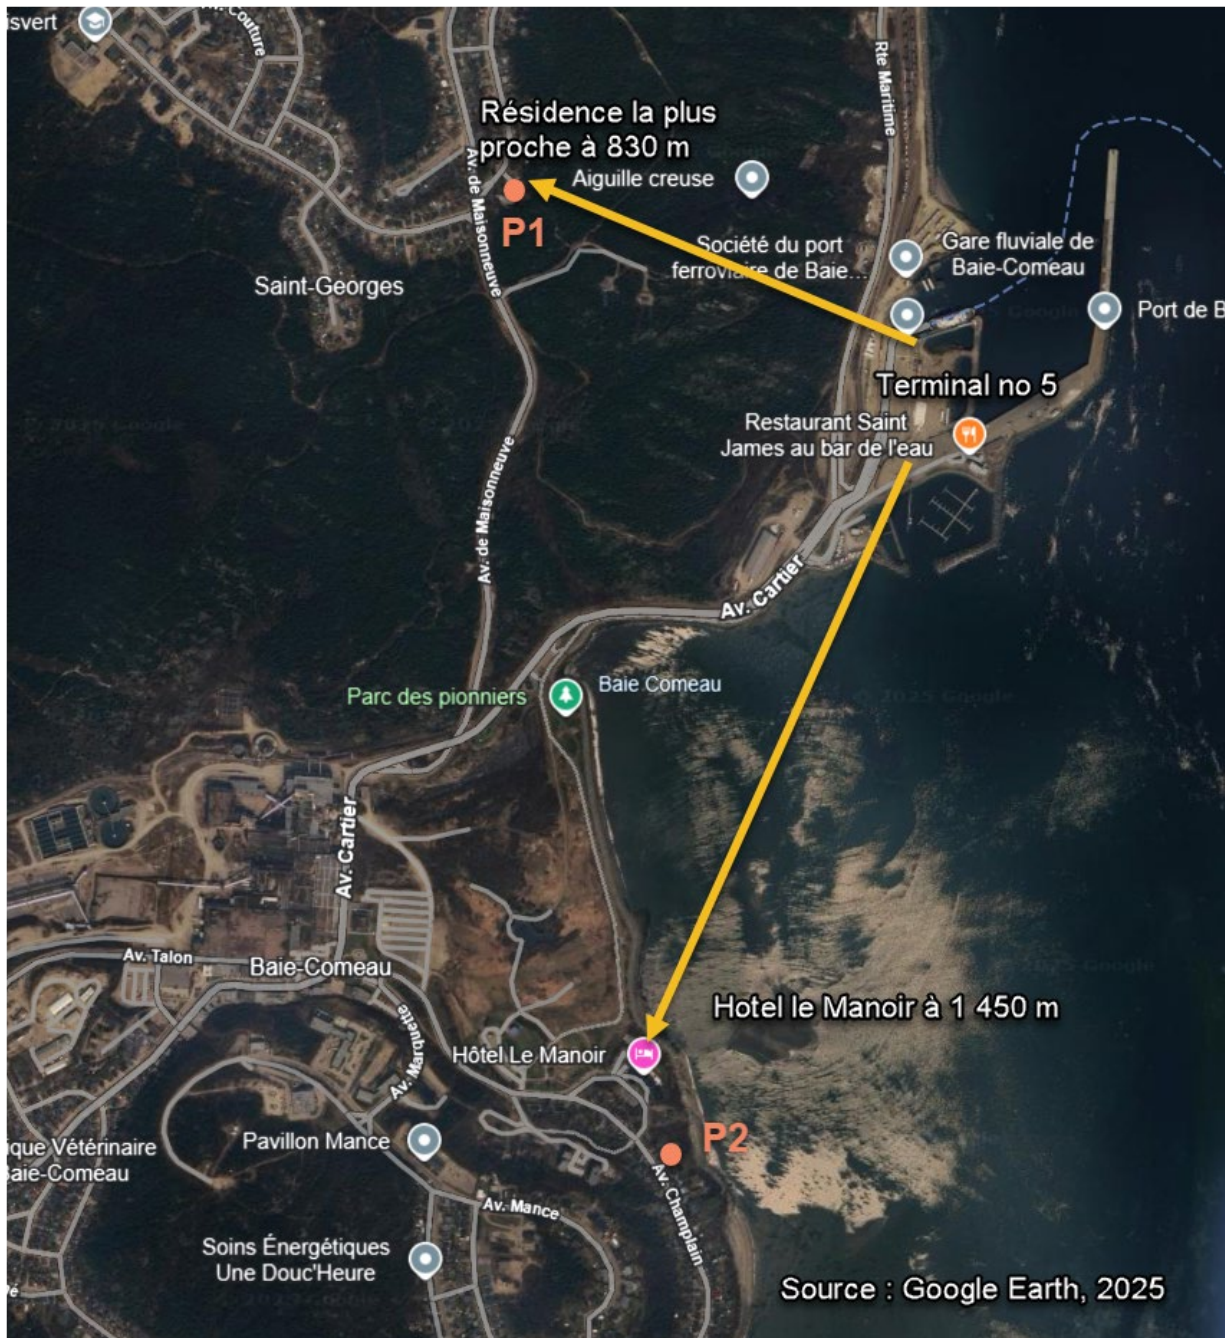 isvert
Av. Couture
Rte Maritime
Résidence la plus
proche à 830 m
Aiguille creuse
Av. de Maisonneuve
P1
Société du port
ferroviaire de Baie...
Gare fluviale de
Baie-Comeau
Saint-Georges
Port de B
Terminal no 5
Restaurant Saint
James au bar de l'eau
Av. de Maisonneuve
Av. Cartier
Parc des pionniers
Baie Comeau
Av. Cartier
Av. Talon
Baie-Comeau
Hotel le Manoir à 1 450 m
Av. Marquette
Hôtel Le Manoir
ique Vétérinaire
Baie-Comeau
Pavillon Mance
P2
Av. Champlain
Av. Mance
Soins Énergétiques
Une Douc'Heure
Source : Google Earth, 2025